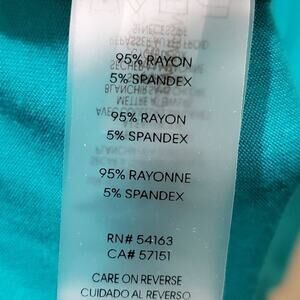 95% RAYON
5% SPANDEX
95% RAYON
5% SPANDEX
95% RAYONNE
5% SPANDEX
RN# 54163
CA# 57151
CARE ON REVERSE
CUIDADO AL REVERSO